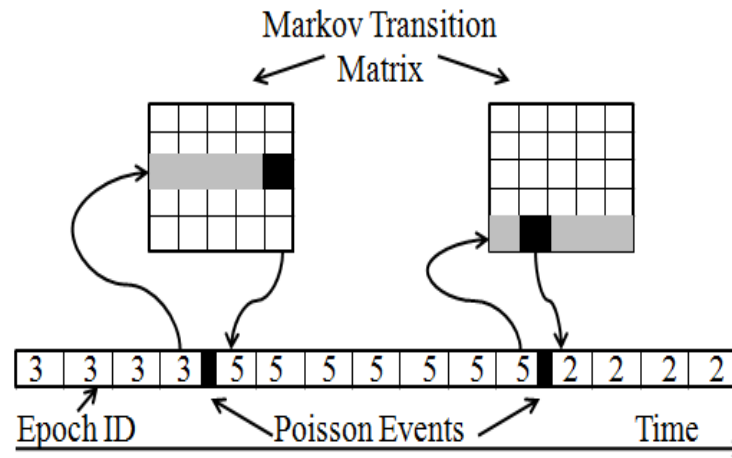 Markov Transition
Matrix
3 3 3 3 5 5 5 5 5 5 5 2 2 2 2
Epoch ID Poisson Events Time